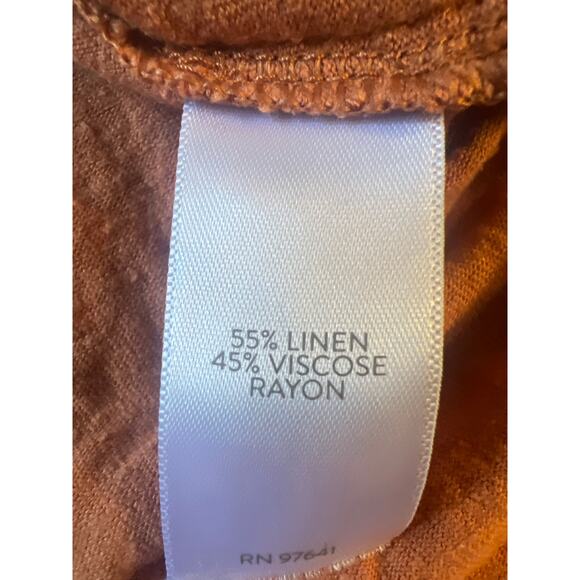 55% LINEN
45% VISCOSE
RAYON
RN 97641